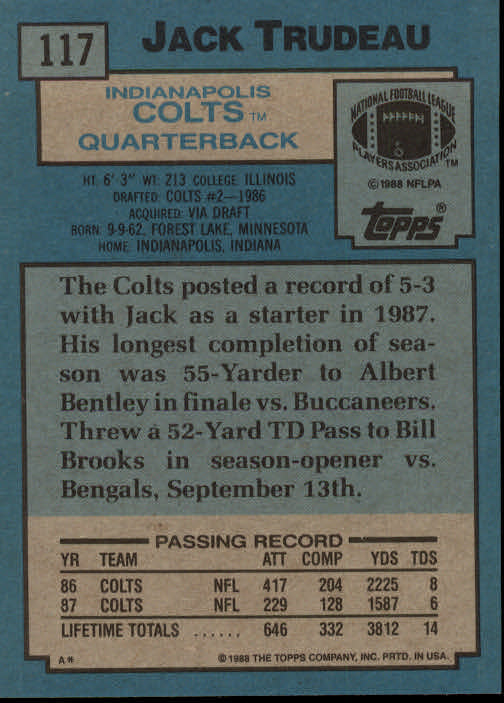 117
JACK TRUDEAU
INDIANAPOLIS
COLTS TM
QUARTERBACK
HT: 6' 3" WT: 213 COLLEGE: ILLINOIS
DRAFTED: COLTS #2—1986
ACQUIRED: VIA DRAFT
BORN: 9-9-62, FOREST LAKE, MINNESOTA
HOME: INDIANAPOLIS, INDIANA
NATIONAL FOOTBALL LEAGUE
PLAYERS ASSOCIATION TM
© 1988 NFLPA
Topps®
The Colts posted a record of 5-3
with Jack as a starter in 1987.
His longest completion of sea-
son was 55-Yarder to Albert
Bentley in finale vs. Buccaneers.
Threw a 52-Yard TD Pass to Bill
Brooks in season-opener vs.
Bengals, September 13th.
PASSING RECORD
YR TEAM ATT COMP YDS TDS
86 COLTS NFL 417 204 2225 8
87 COLTS NFL 229 128 1587 6
LIFETIME TOTALS ...... 646 332 3812 14
A* © 1988 THE TOPPS COMPANY, INC. PRTD. IN USA.